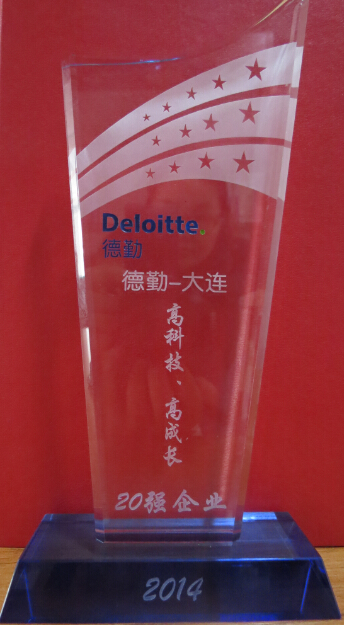 Deloitte.
德勤
德勤-大连
高科技、高成长
20强企业
2014